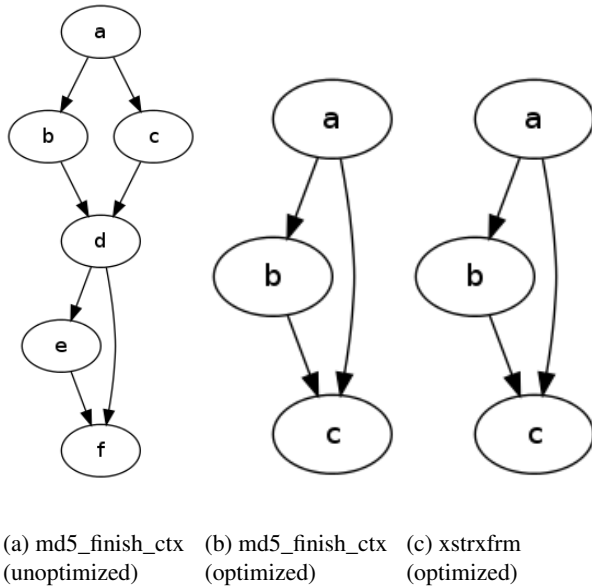 a
b
c
d
e
f
a
b
c
a
b
c
(a) md5_finish_ctx
(unoptimized)
(b) md5_finish_ctx
(optimized)
(c) xstrxfrm
(optimized)